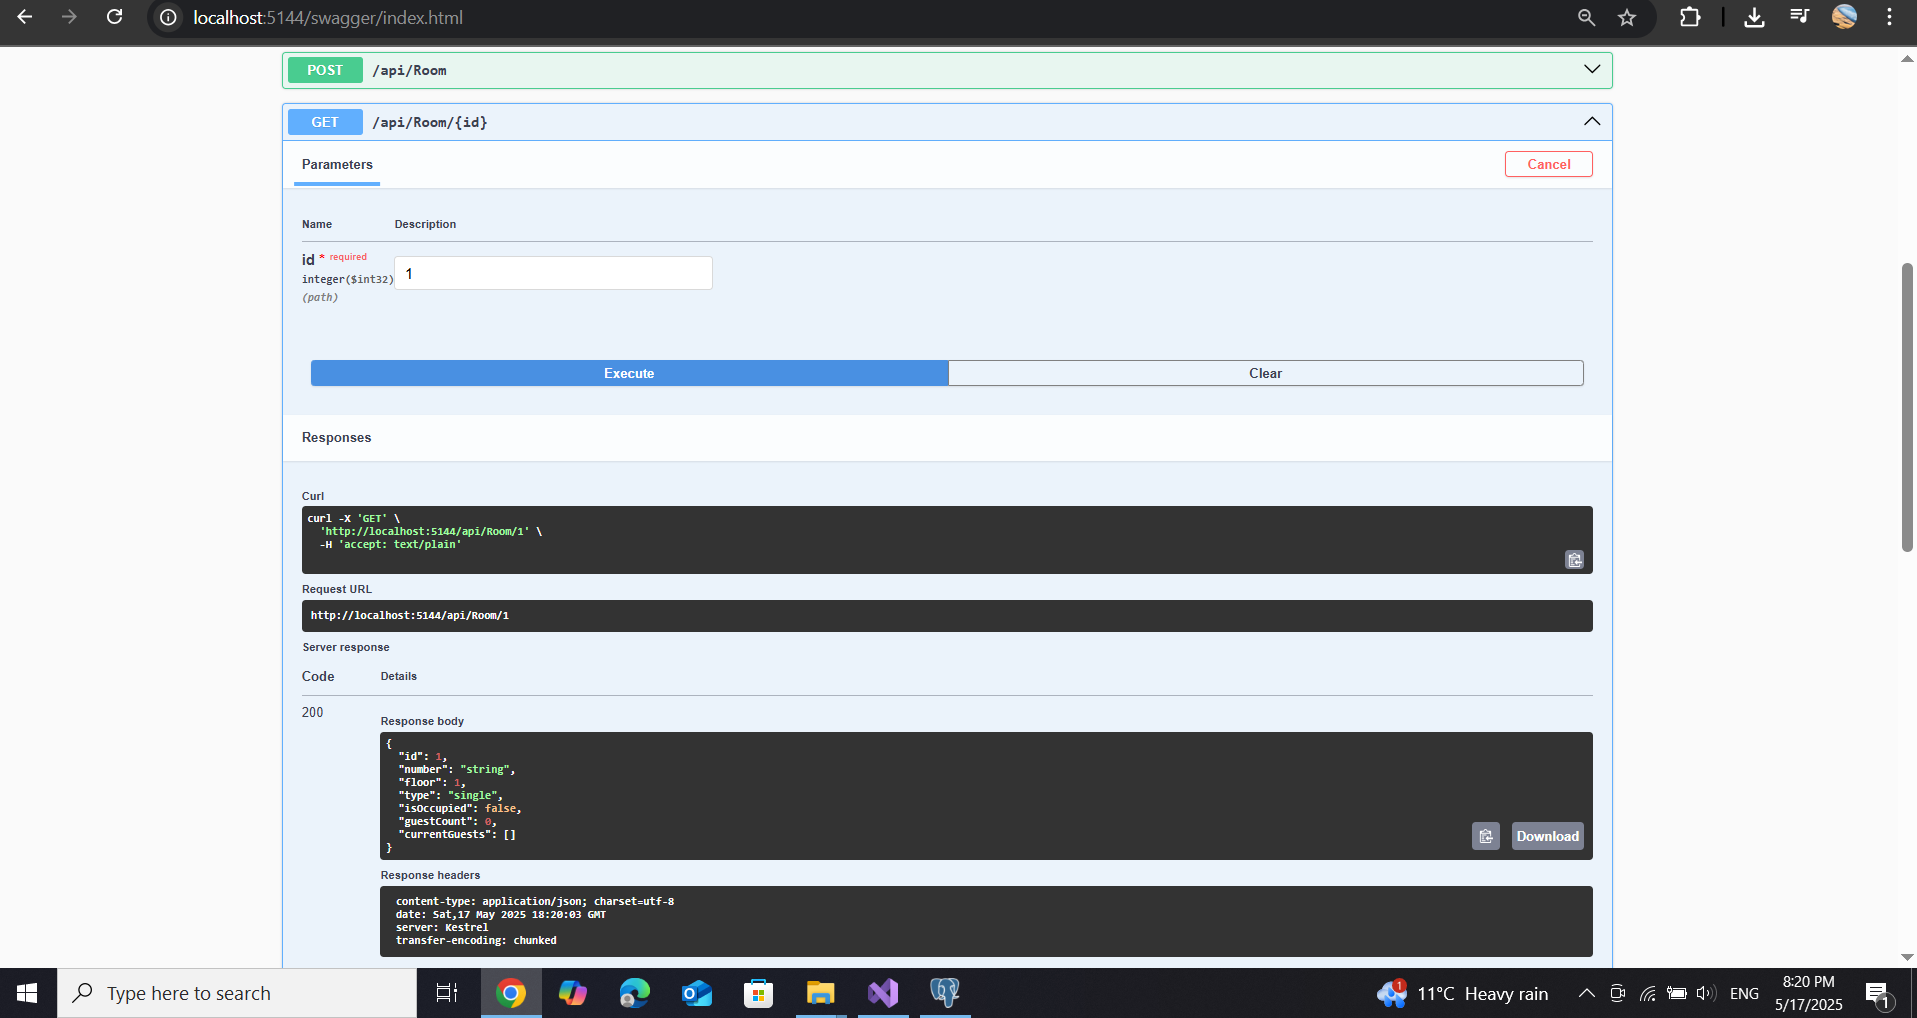 localhost:5144/swagger/index.html
POST /api/Room
GET /api/Room/{id}
Parameters
Cancel
Name Description
id * required
integer($int32)
(path)
1
Execute Clear
Responses
Curl
curl -X 'GET' \
'http://localhost:5144/api/Room/1' \
-H 'accept: text/plain'
Request URL
http://localhost:5144/api/Room/1
Server response
Code Details
200
Response body
{
"id": 1,
"number": "string",
"floor": 1,
"type": "single",
"isOccupied": false,
"guestCount": 0,
"currentGuests": []
}
Download
Response headers
content-type: application/json; charset=utf-8
date: Sat,17 May 2025 18:20:03 GMT
server: Kestrel
transfer-encoding: chunked
Type here to search
1
11°C Heavy rain
ENG
8:20 PM
5/17/2025
1